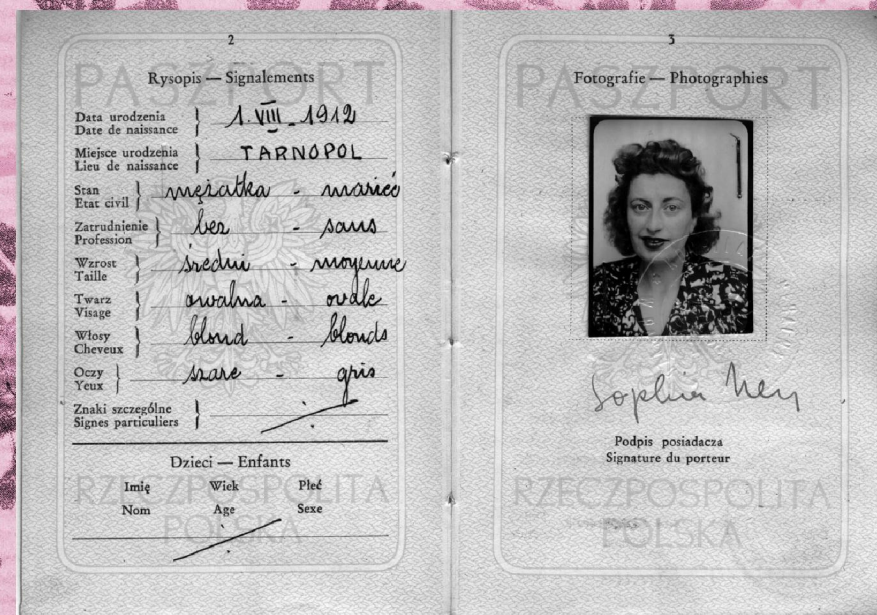 2
Rysopis — Signalements
Data urodzenia
Date de naissance
1. VIII _ 1912
Miejsce urodzenia
Lieu de naissance
TARNOPOL
Stan
Etat civil
mężatka - mariée
Zatrudnienie
Profession
bez - sans
Wzrost
Taille
średni - moyenne
Twarz
Visage
owalna - ovale
Włosy
Cheveux
blond - blonds
Oczy
Yeux
szare - gris
Znaki szczególne
Signes particuliers
Dzieci — Enfants
Imię Wiek Płeć
Nom Age Sexe
PASZPORT
RZECZPOSPOLITA
POLSKA
3
Fotografie — Photographies
Sophia
Podpis posiadacza
Signature du porteur
PASZPORT
RZECZPOSPOLITA
POLSKA